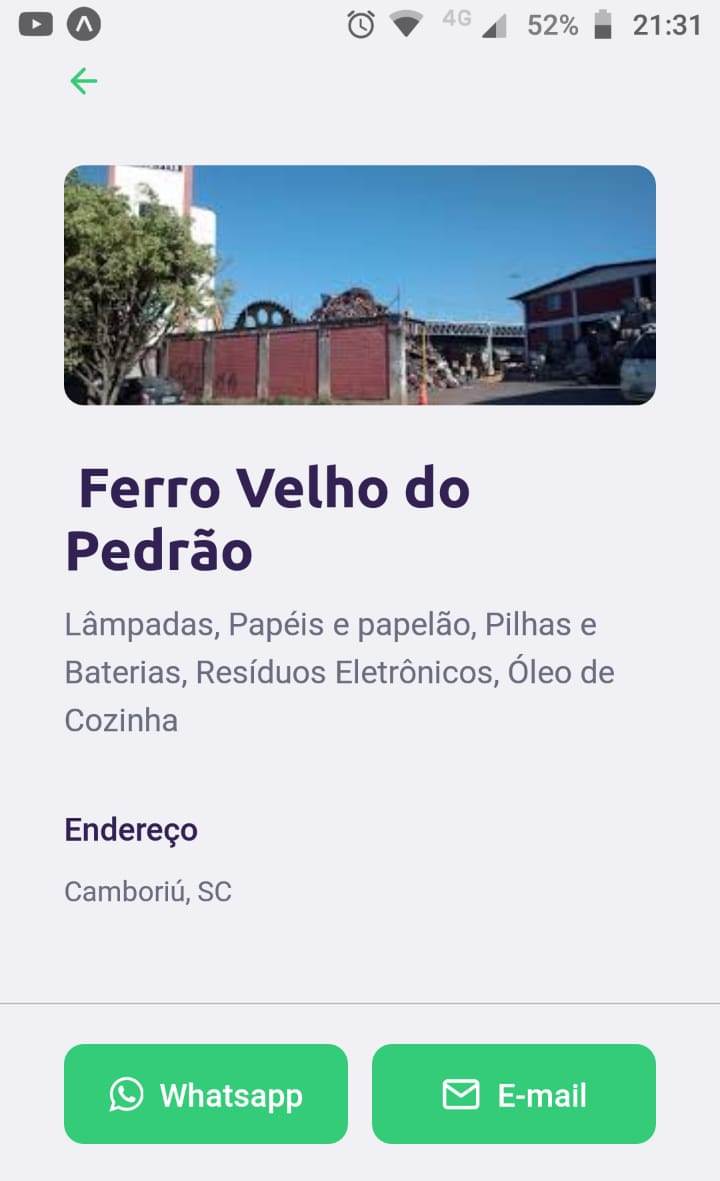 4G 52% 21:31
Ferro Velho do
Pedrão
Lâmpadas, Papéis e papelão, Pilhas e
Baterias, Resíduos Eletrônicos, Óleo de
Cozinha
Endereço
Camboriú, SC
Whatsapp E-mail